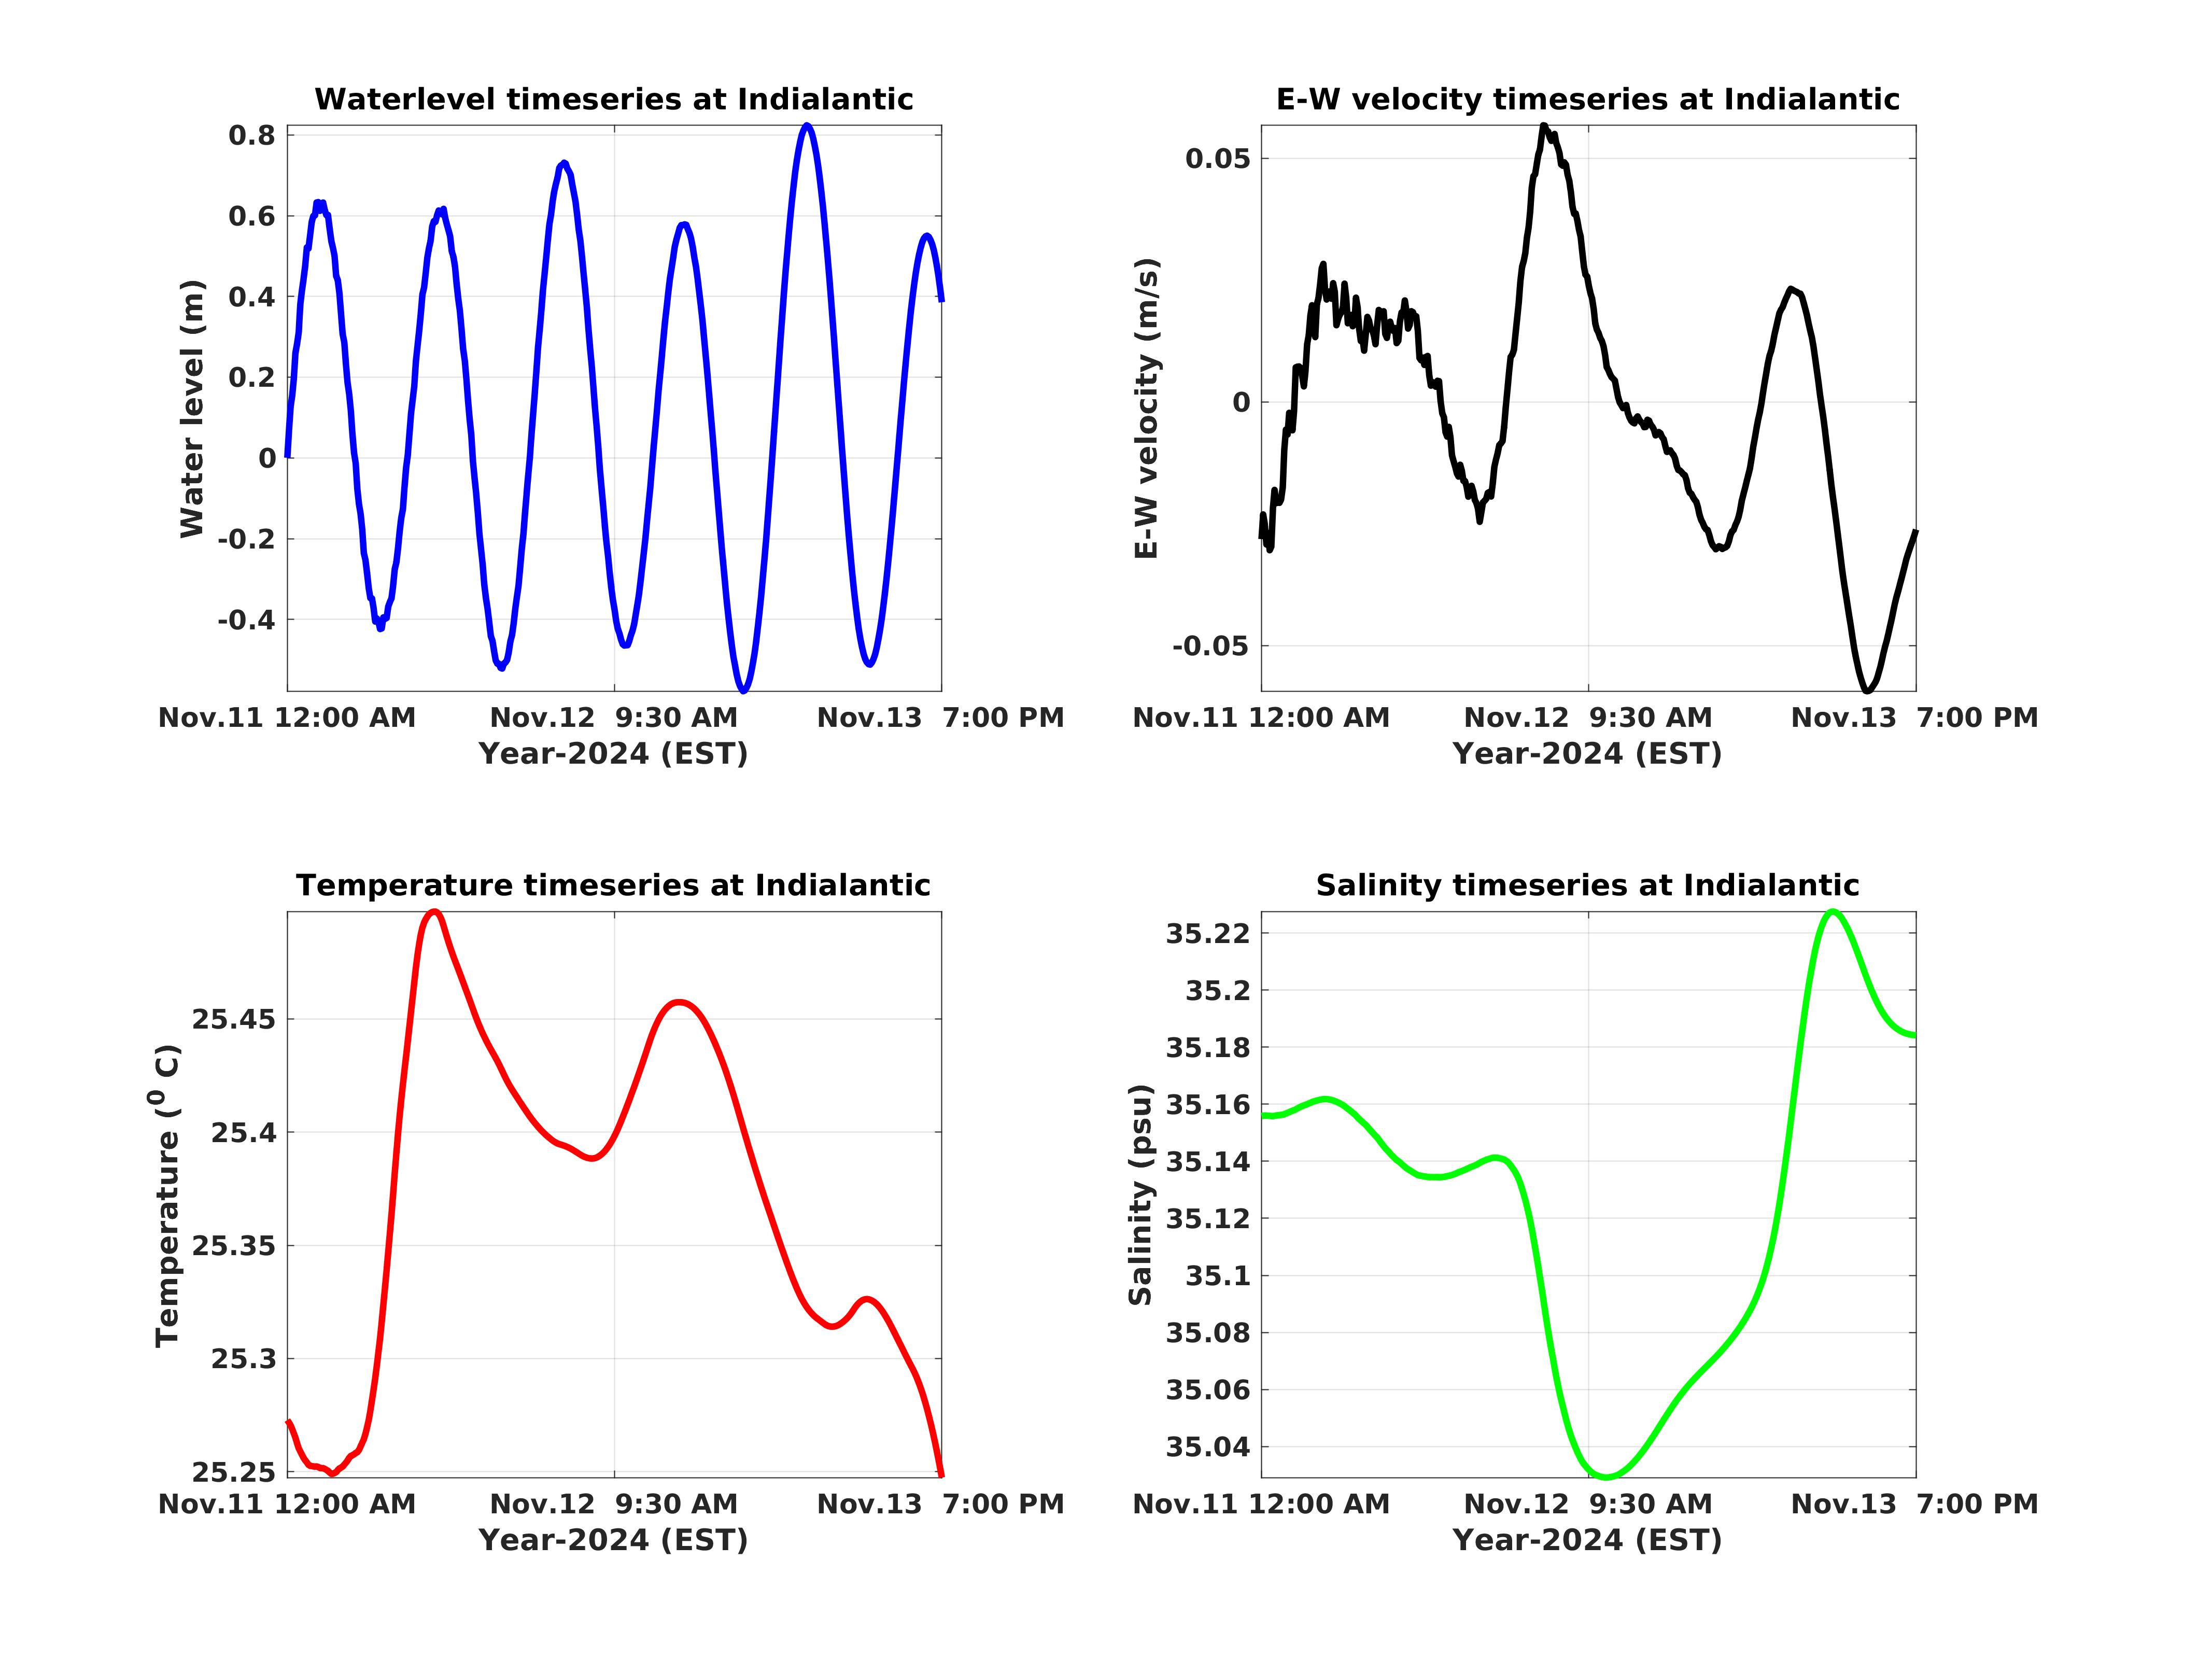 Waterlevel timeseries at Indialantic
0.8
0.6
0.4
0.2
0
-0.2
-0.4
Water level (m)
Nov.11 12:00 AM Nov.12 9:30 AM Nov.13 7:00 PM
Year-2024 (EST)
E-W velocity timeseries at Indialantic
0.05
0
-0.05
E-W velocity (m/s)
Nov.11 12:00 AM Nov.12 9:30 AM Nov.13 7:00 PM
Year-2024 (EST)
Temperature timeseries at Indialantic
25.45
25.4
25.35
25.3
25.25
Temperature (⁰ C)
Nov.11 12:00 AM Nov.12 9:30 AM Nov.13 7:00 PM
Year-2024 (EST)
Salinity timeseries at Indialantic
35.22
35.2
35.18
35.16
35.14
35.12
35.1
35.08
35.06
35.04
Salinity (psu)
Nov.11 12:00 AM Nov.12 9:30 AM Nov.13 7:00 PM
Year-2024 (EST)